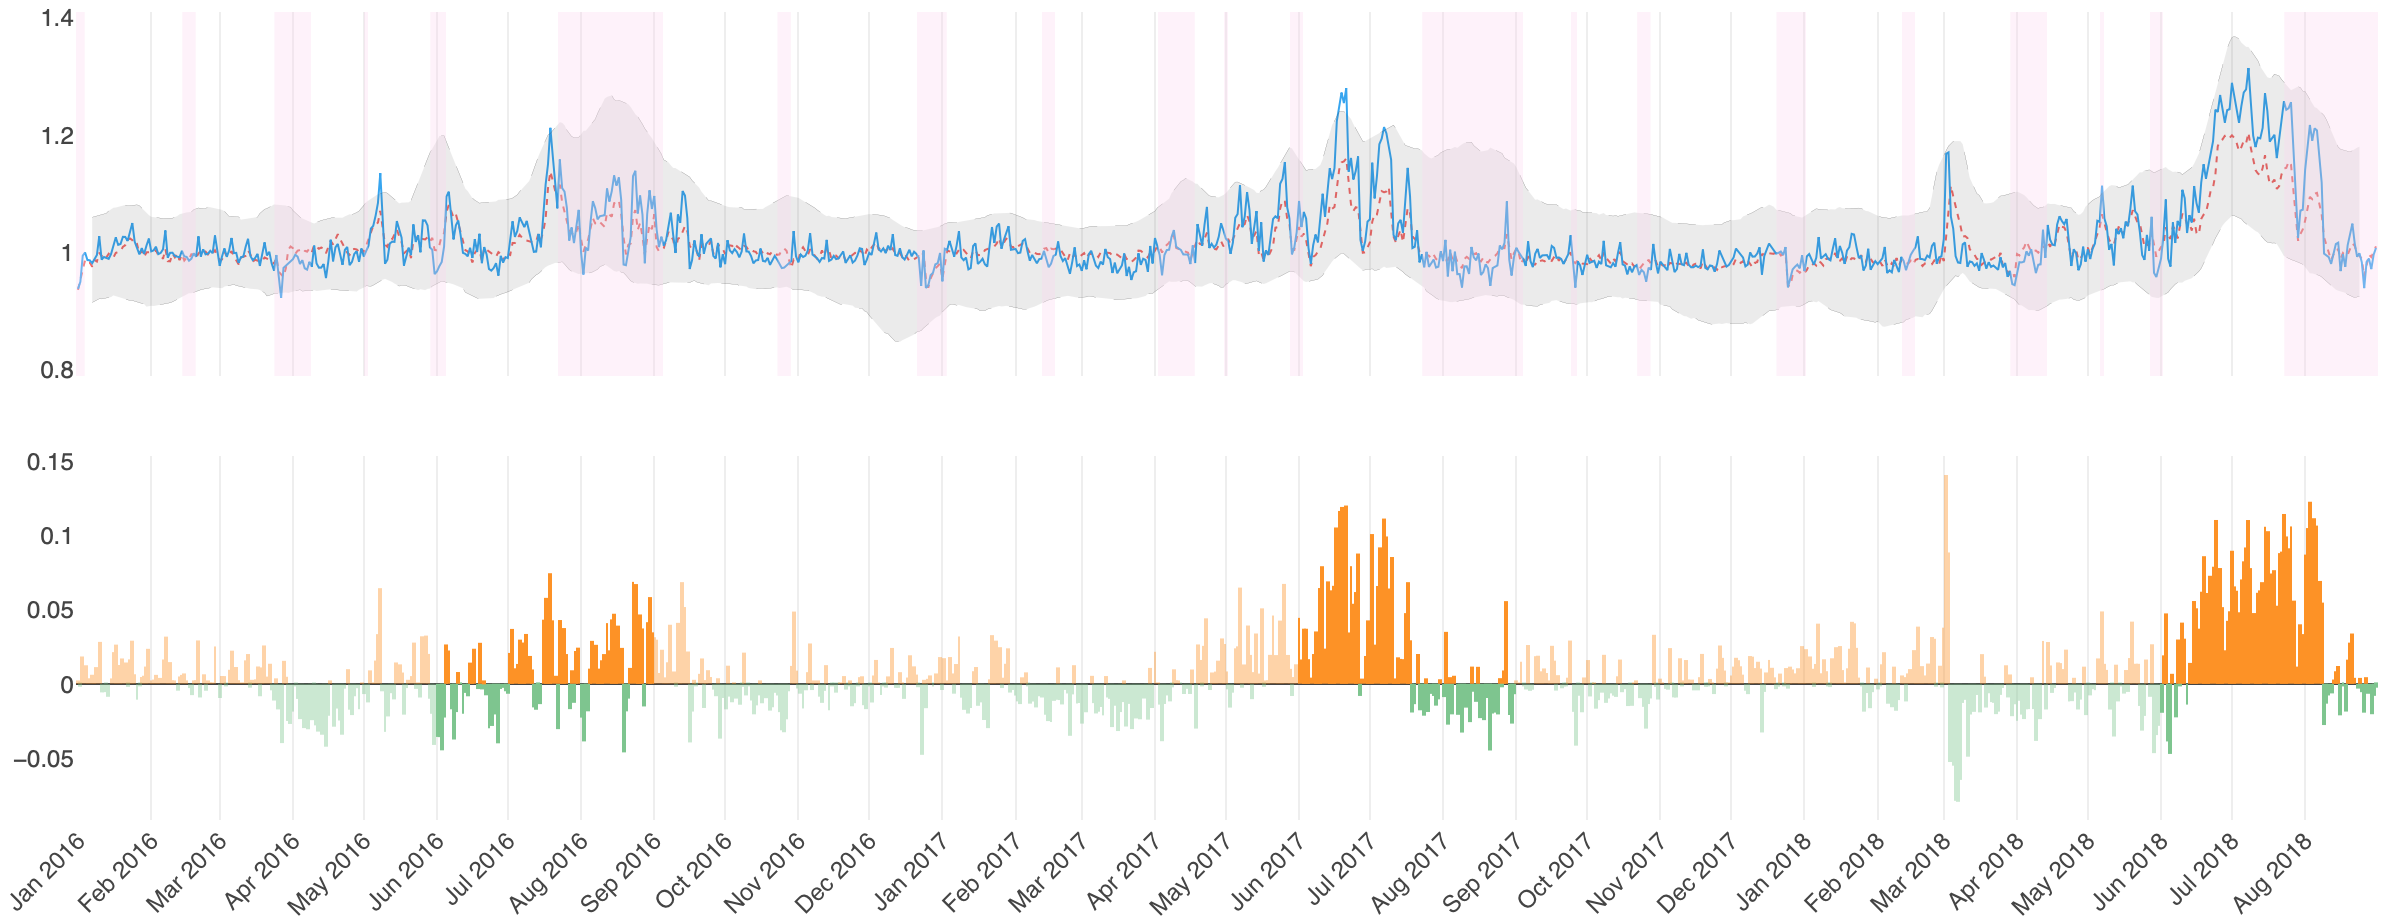 1.4
1.2
1
0.8
0.15
0.1
0.05
0
−0.05
Jan 2016
Feb 2016
Mar 2016
Apr 2016
May 2016
Jun 2016
Jul 2016
Aug 2016
Sep 2016
Oct 2016
Nov 2016
Dec 2016
Jan 2017
Feb 2017
Mar 2017
Apr 2017
May 2017
Jun 2017
Jul 2017
Aug 2017
Sep 2017
Oct 2017
Nov 2017
Dec 2017
Jan 2018
Feb 2018
Mar 2018
Apr 2018
May 2018
Jun 2018
Jul 2018
Aug 2018